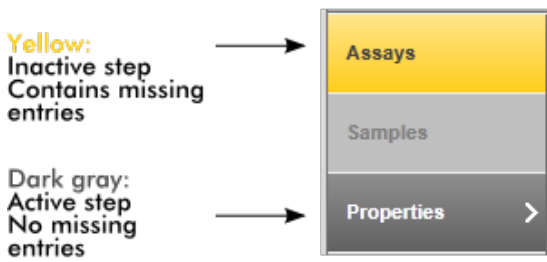 Yellow:
Inactive step
Contains missing
entries
Assays
Samples
Dark gray:
Active step
No missing
entries
Properties